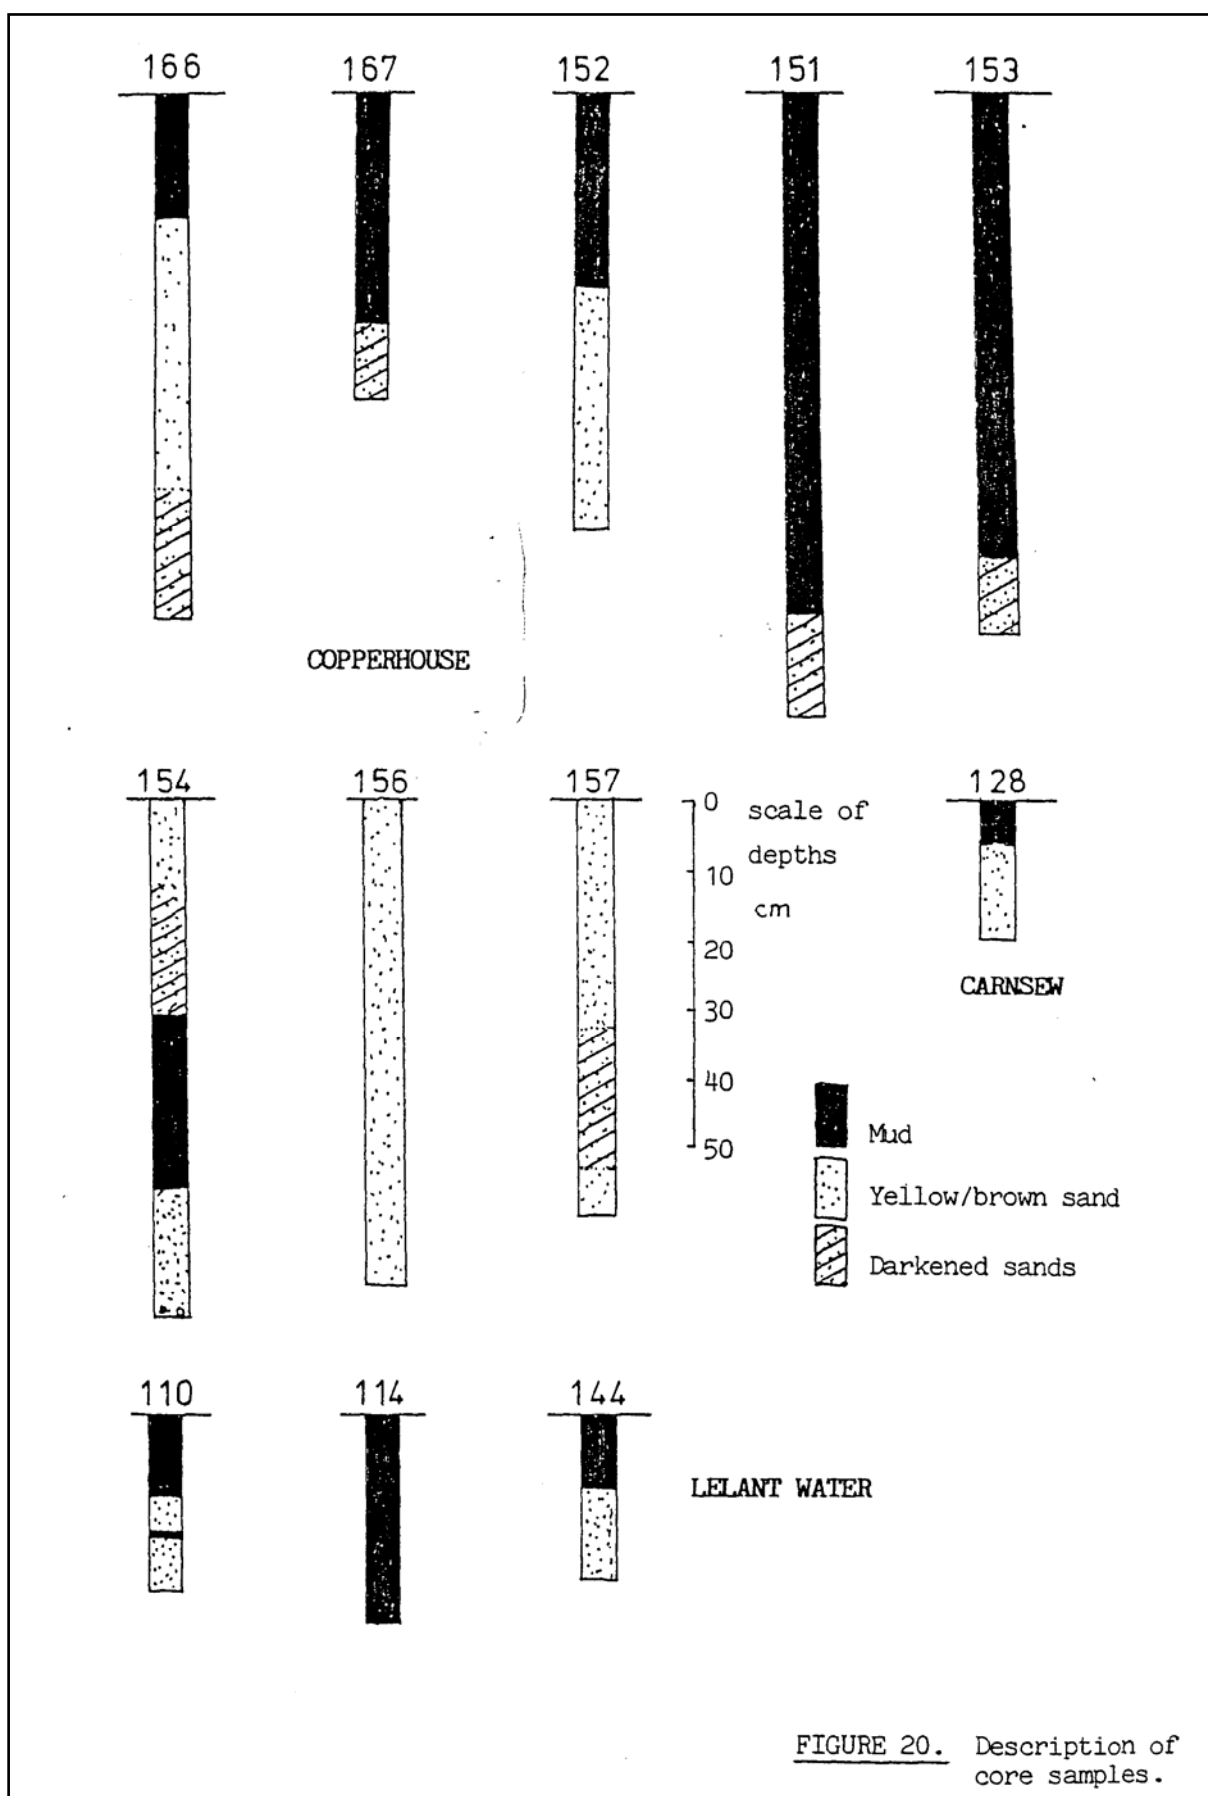 166 167 152 151 153
COPPERHOUSE
154 156 157 128
0 scale of
depths
10
cm
20
CARNSEW
30
40
50
Mud
Yellow/brown sand
Darkened sands
110 114 144
LELANT WATER
FIGURE 20. Description of
core samples.